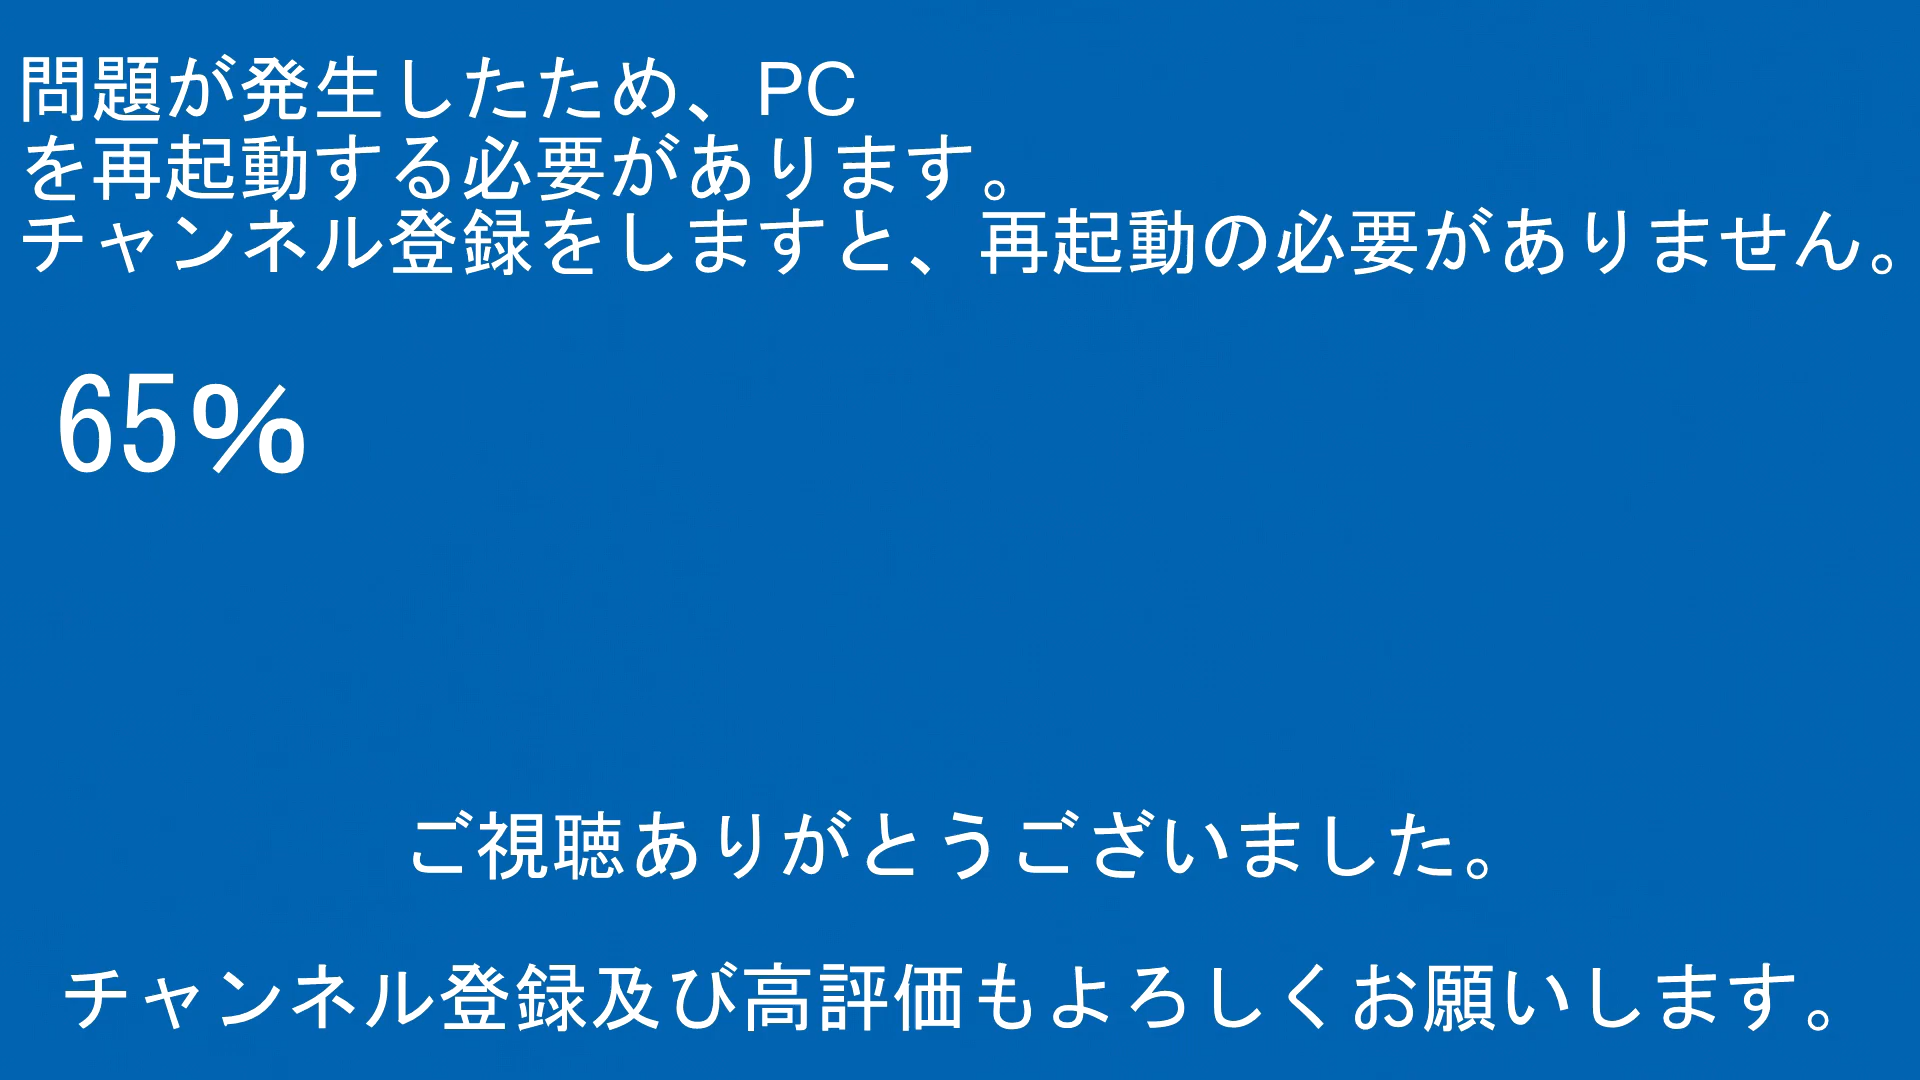 問題が発生したため、PC
を再起動する必要があります。
チャンネル登録をしますと、再起動の必要がありません。
65%
ご視聴ありがとうございました。
チャンネル登録及び高評価もよろしくお願いします。